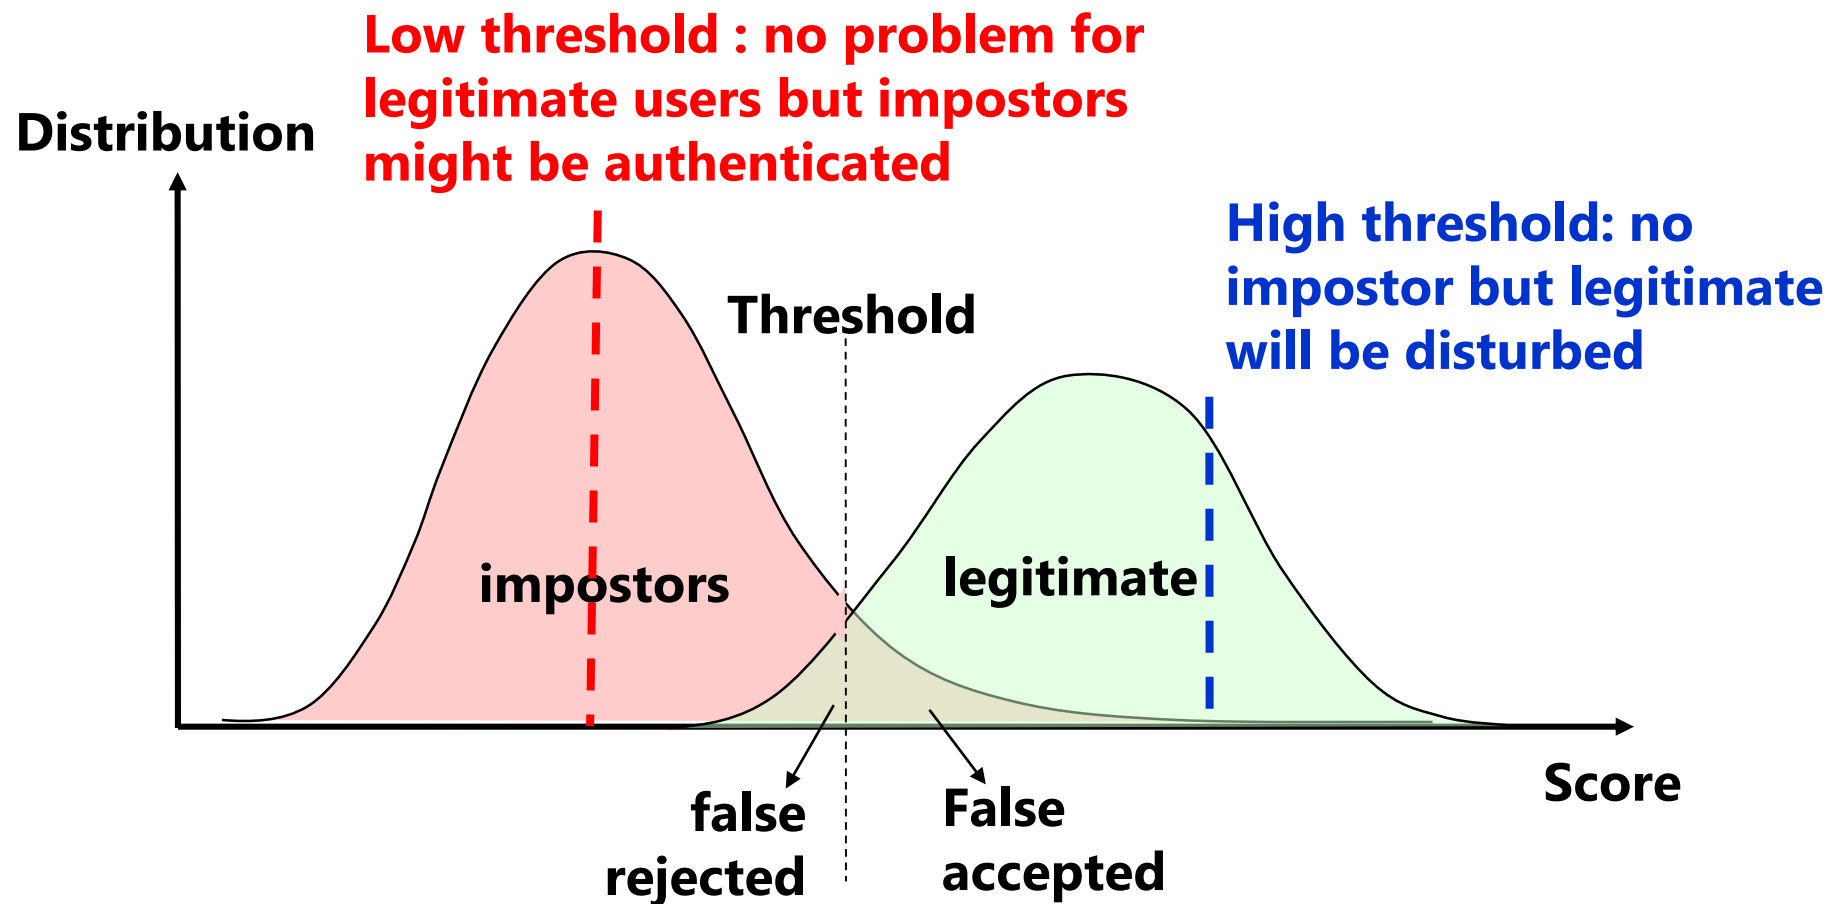 Low threshold : no problem for
legitimate users but impostors
might be authenticated
Distribution
High threshold: no
impostor but legitimate
will be disturbed
Threshold
impostors
legitimate
Score
false
rejected
False
accepted